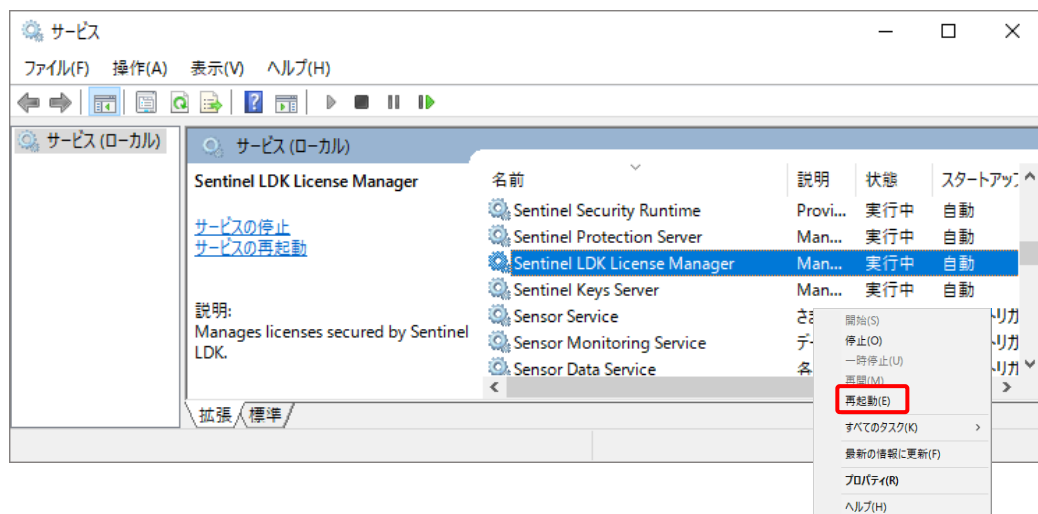 サービス
ファイル(F) 操作(A) 表示(V) ヘルプ(H)
サービス (ローカル)
サービス (ローカル)
Sentinel LDK License Manager
サービスの停止
サービスの再起動
説明:
Manages licenses secured by Sentinel
LDK.
名前 説明 状態 スタートアップ
Sentinel Security Runtime Provi... 実行中 自動
Sentinel Protection Server Man... 実行中 自動
Sentinel LDK License Manager Man... 実行中 自動
Sentinel Keys Server Man... 実行中 自動
Sensor Service
Sensor Monitoring Service
Sensor Data Service
開始(S)
停止(O)
一時停止(U)
再開(M)
再起動(E)
すべてのタスク(K)
最新の情報に更新(F)
プロパティ(R)
ヘルプ(H)
拡張 標準